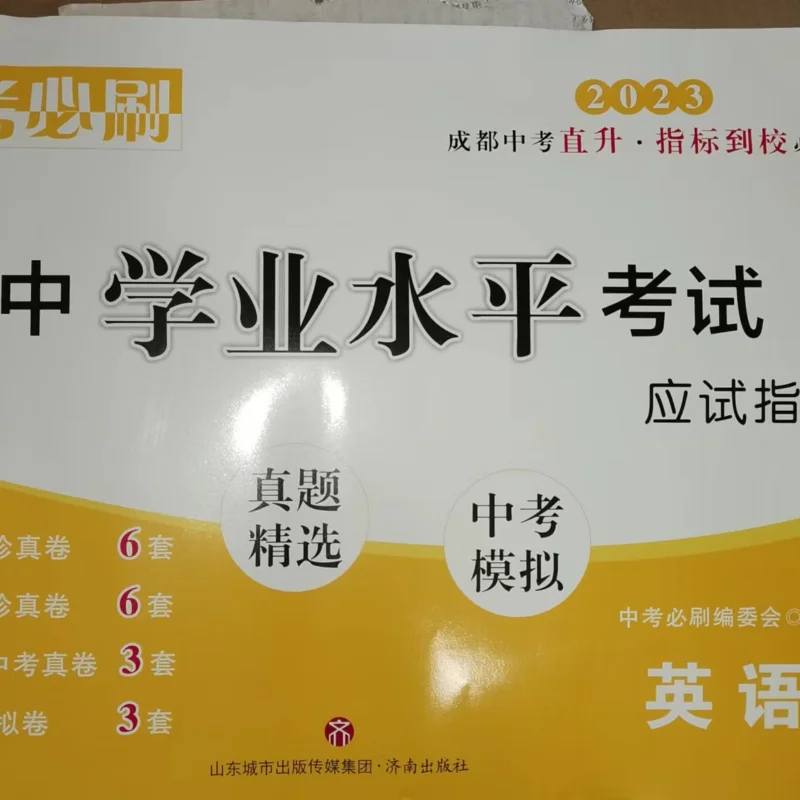 考必刷
2023
成都中考直升·指标到校必
中学业水平考试
应试指
真题
精选
中考
模拟
诊真卷 6套
诊真卷 6套
中考真卷 3套
拟卷 3套
中考必刷编委会◎
英语
山东城市出版传媒集团·济南出版社